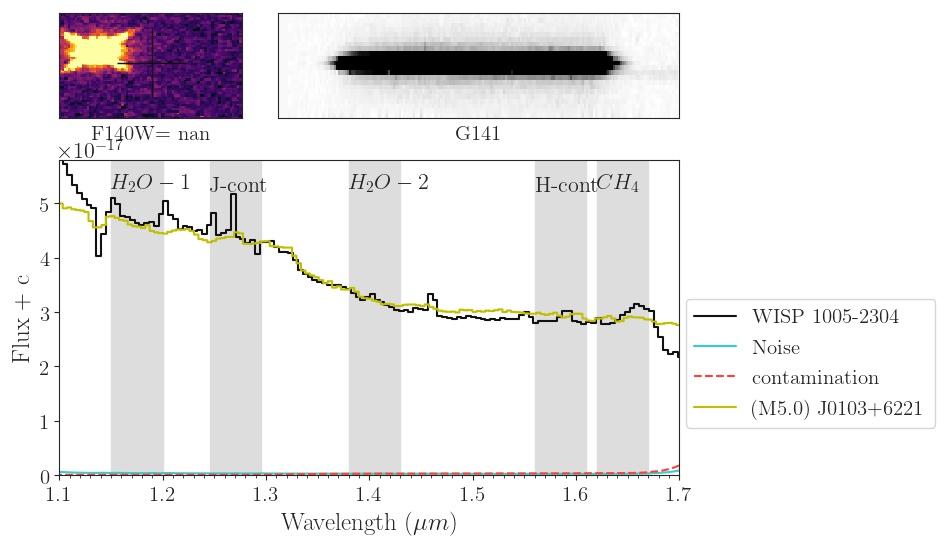 F140W= nan
G141
×10⁻¹⁷
H₂O − 1
J-cont
H₂O − 2
H-cont
CH₄
5
4
3
2
1
0
Flux + c
1.1
1.2
1.3
1.4
1.5
1.6
1.7
Wavelength (μm)
WISP 1005-2304
Noise
contamination
(M5.0) J0103+6221